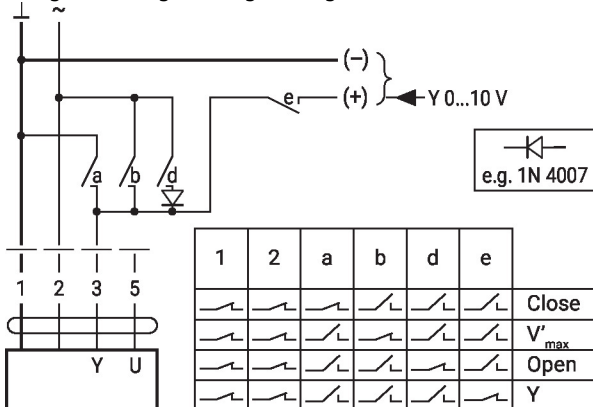 ⊥ ~
(–)
e (+) Y 0...10 V
a b d
e.g. 1N 4007
1 2 3 5
Y U
1 2 a b d e
Close
V'max
Open
Y